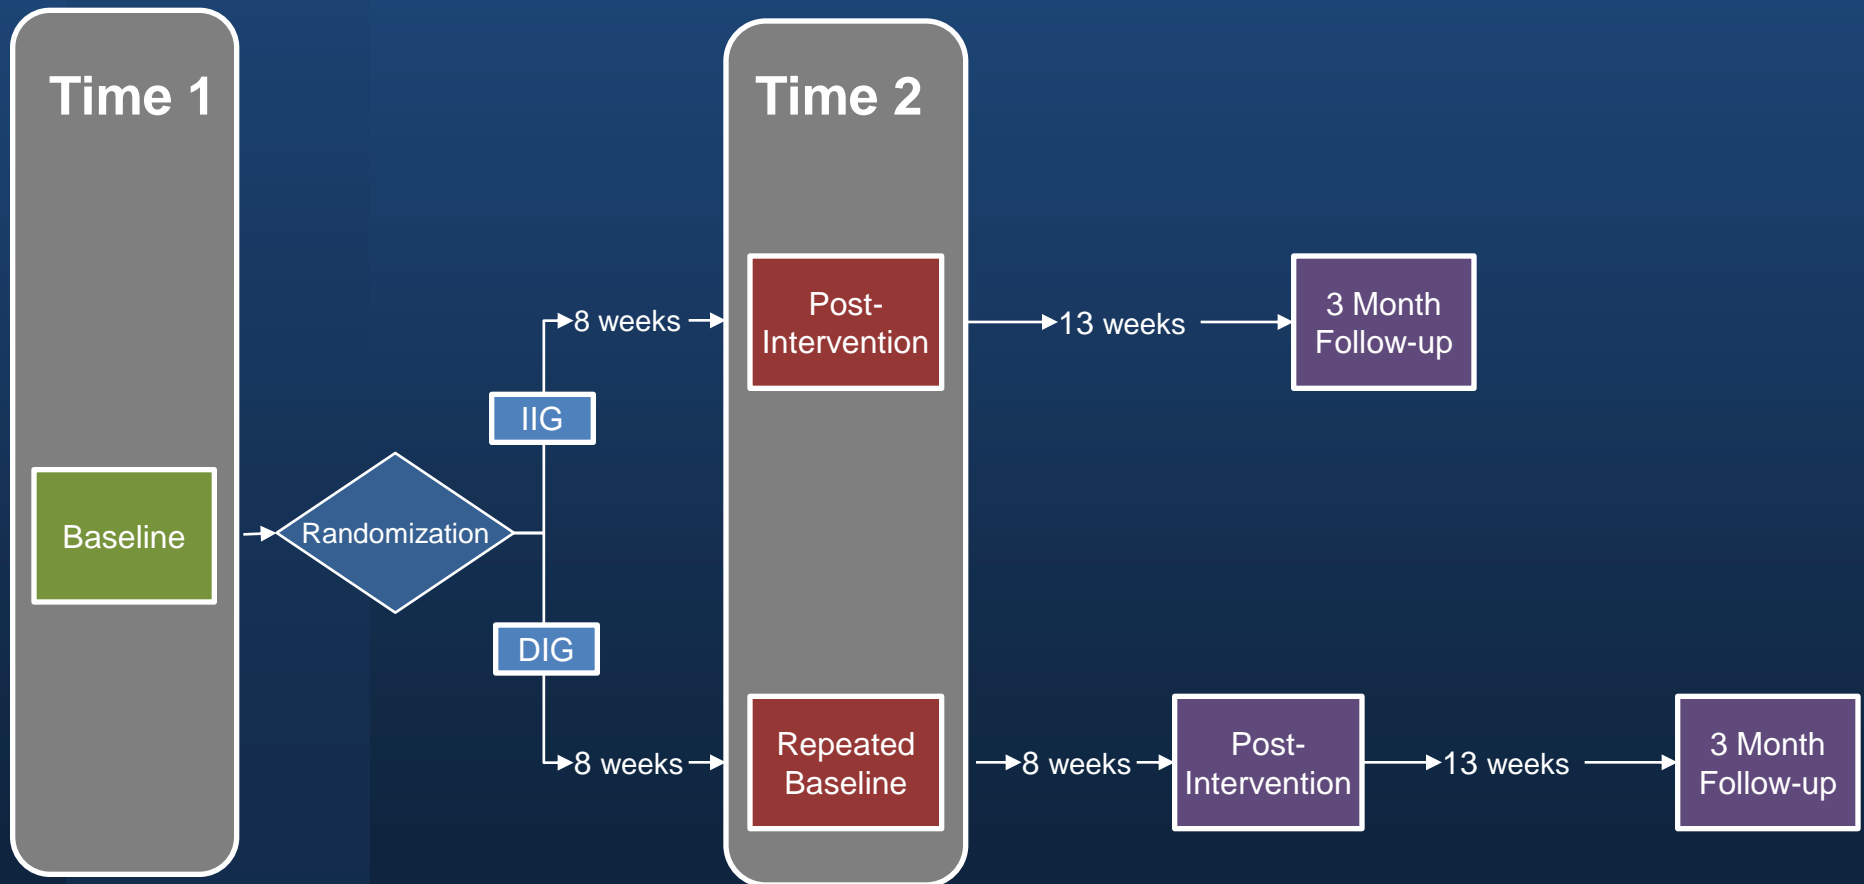 Time 1
Time 2
Baseline
Randomization
IIG
8 weeks
Post-
Intervention
13 weeks
3 Month
Follow-up
DIG
8 weeks
Repeated
Baseline
8 weeks
Post-
Intervention
13 weeks
3 Month
Follow-up